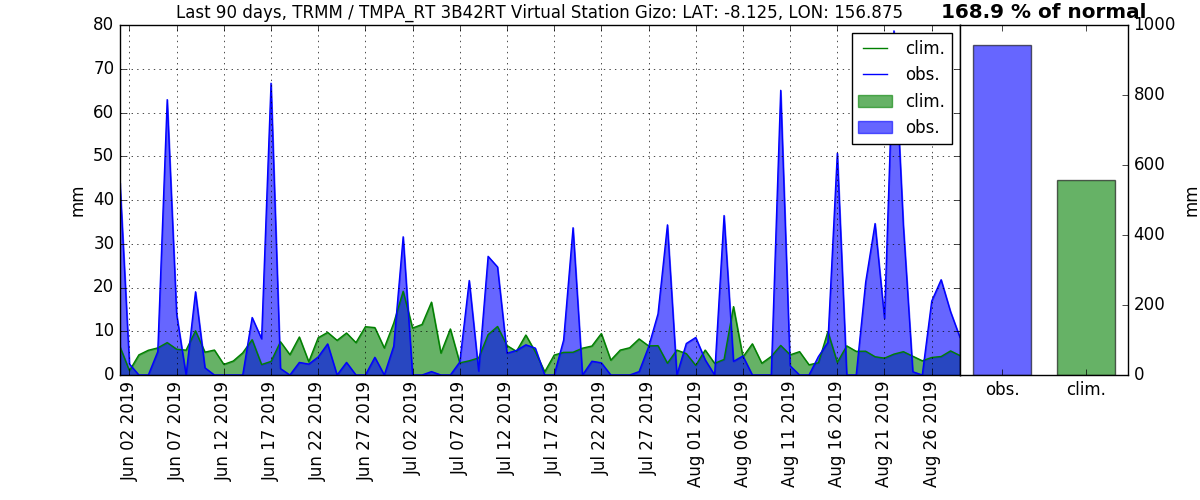 Last 90 days, TRMM / TMPA_RT 3B42RT Virtual Station Gizo: LAT: -8.125, LON: 156.875
168.9 % of normal
80
70
60
50
40
30
20
10
0
mm
clim.
obs.
clim.
obs.
1000
800
600
400
200
0
mm
Jun 02 2019
Jun 07 2019
Jun 12 2019
Jun 17 2019
Jun 22 2019
Jun 27 2019
Jul 02 2019
Jul 07 2019
Jul 12 2019
Jul 17 2019
Jul 22 2019
Jul 27 2019
Aug 01 2019
Aug 06 2019
Aug 11 2019
Aug 16 2019
Aug 21 2019
Aug 26 2019
obs.
clim.